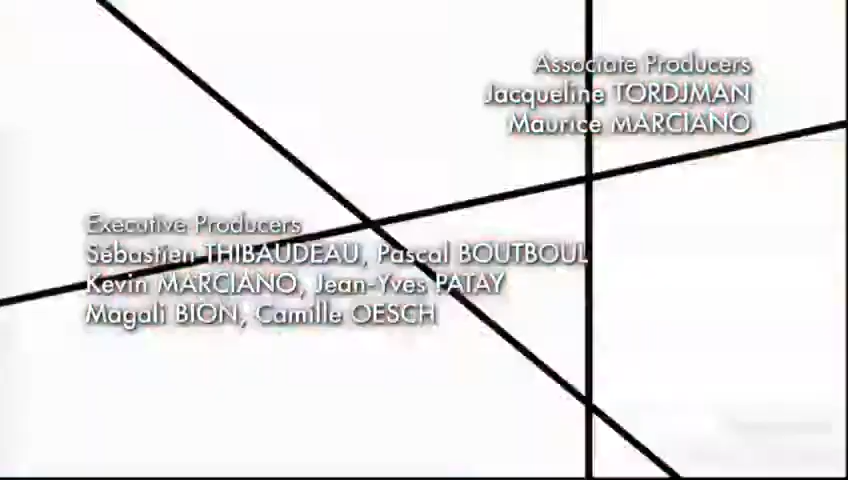 Associate Producers
Jacqueline TORDJMAN
Maurice MARCIANO
Executive Producers
Sébastien THIBAUDEAU, Pascal BOUTBOUL
Kevin MARCIANO, Jean-Yves PATAY
Magali BION, Camille OESCH